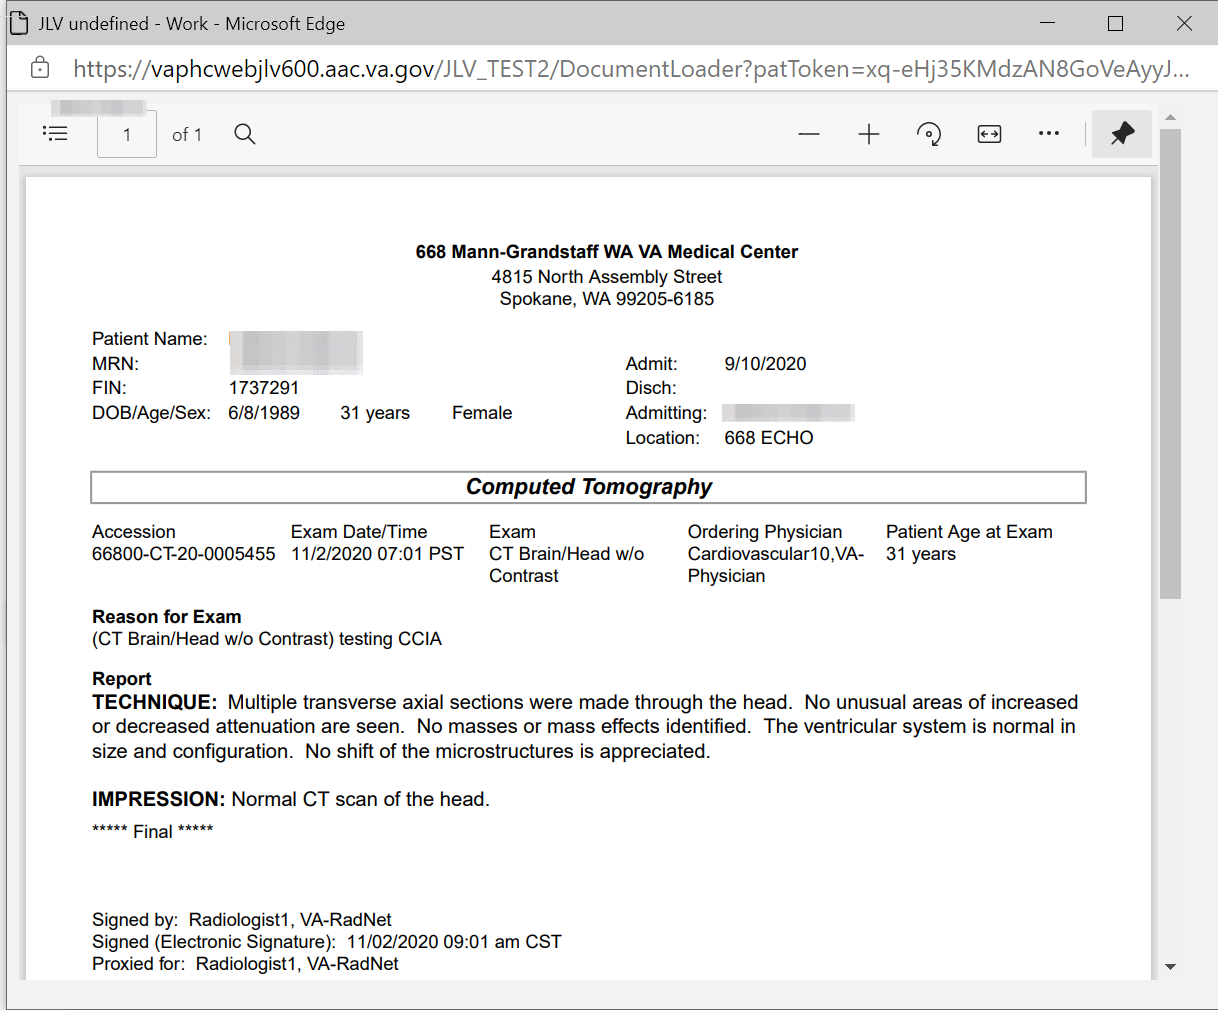 JLV undefined - Work - Microsoft Edge
https://vaphcwebjlv600.aac.va.gov/JLV_TEST2/DocumentLoader?patToken=xq-eHj35KMdzAN8GoVeAyyJ...
1 of 1
668 Mann-Grandstaff WA VA Medical Center
4815 North Assembly Street
Spokane, WA 99205-6185
Patient Name:
MRN: Admit: 9/10/2020
FIN: 1737291 Disch:
DOB/Age/Sex: 6/8/1989 31 years Female Admitting:
Location: 668 ECHO
Computed Tomography
Accession Exam Date/Time Exam Ordering Physician Patient Age at Exam
66800-CT-20-0005455 11/2/2020 07:01 PST CT Brain/Head w/o Cardiovascular10,VA- 31 years
Contrast Physician
Reason for Exam
(CT Brain/Head w/o Contrast) testing CCIA
Report
TECHNIQUE: Multiple transverse axial sections were made through the head. No unusual areas of increased
or decreased attenuation are seen. No masses or mass effects identified. The ventricular system is normal in
size and configuration. No shift of the microstructures is appreciated.
IMPRESSION: Normal CT scan of the head.
***** Final *****
Signed by: Radiologist1, VA-RadNet
Signed (Electronic Signature): 11/02/2020 09:01 am CST
Proxied for: Radiologist1, VA-RadNet